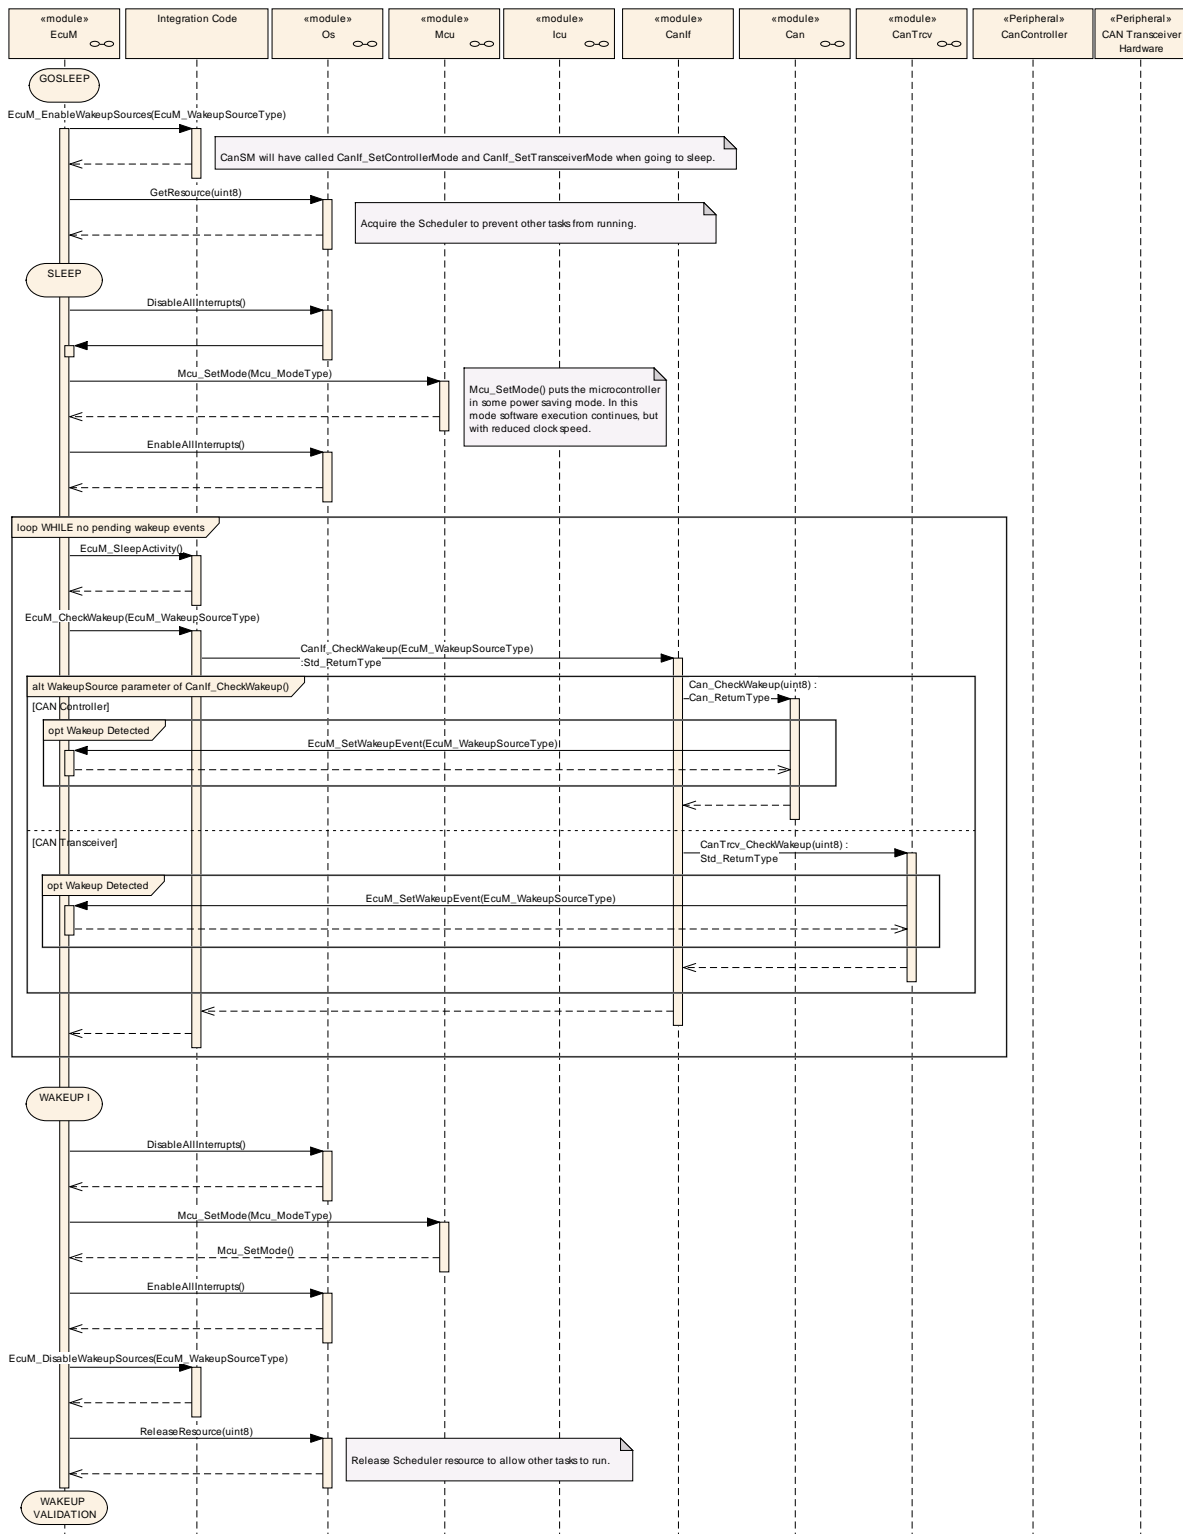 «module»
EcuM
Integration Code
«module»
Os
«module»
Mcu
«module»
Icu
«module»
CanIf
«module»
Can
«module»
CanTrcv
«Peripheral»
CanController
«Peripheral»
CAN Transceiver
Hardware
GOSLEEP
EcuM_EnableWakeupSources(EcuM_WakeupSourceType)
CanSM will have called CanIf_SetControllerMode and CanIf_SetTransceiverMode when going to sleep.
GetResource(uint8)
Acquire the Scheduler to prevent other tasks from running.
SLEEP
DisableAllInterrupts()
Mcu_SetMode(Mcu_ModeType)
Mcu_SetMode() puts the microcontroller
in some power saving mode. In this
mode software execution continues, but
with reduced clock speed.
EnableAllInterrupts()
loop WHILE no pending wakeup events
EcuM_SleepActivity()
EcuM_CheckWakeup(EcuM_WakeupSourceType)
CanIf_CheckWakeup(EcuM_WakeupSourceType)
:Std_ReturnType
alt WakeupSource parameter of CanIf_CheckWakeup()
[CAN Controller]
Can_CheckWakeup(uint8) :
Can_ReturnType
opt Wakeup Detected
EcuM_SetWakeupEvent(EcuM_WakeupSourceType)
[CAN Transceiver]
CanTrcv_CheckWakeup(uint8) :
Std_ReturnType
opt Wakeup Detected
EcuM_SetWakeupEvent(EcuM_WakeupSourceType)
WAKEUP I
DisableAllInterrupts()
Mcu_SetMode(Mcu_ModeType)
Mcu_SetMode()
EnableAllInterrupts()
EcuM_DisableWakeupSources(EcuM_WakeupSourceType)
ReleaseResource(uint8)
Release Scheduler resource to allow other tasks to run.
WAKEUP
VALIDATION